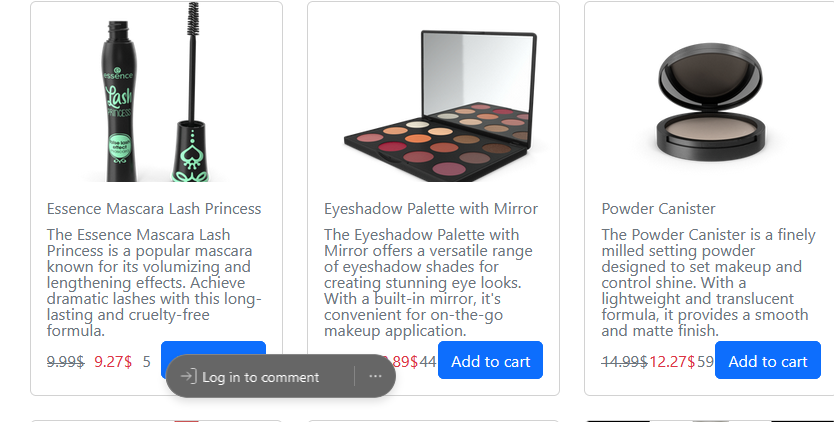 essence
Lash
PRINCESS
Essence Mascara Lash Princess
The Essence Mascara Lash
Princess is a popular mascara
known for its volumizing and
lengthening effects. Achieve
dramatic lashes with this long-
lasting and cruelty-free
formula.
9.99$ 9.27$ 5
Eyeshadow Palette with Mirror
The Eyeshadow Palette with
Mirror offers a versatile range
of eyeshadow shades for
creating stunning eye looks.
With a built-in mirror, it's
convenient for on-the-go
makeup application.
.89$ 44 Add to cart
Powder Canister
The Powder Canister is a finely
milled setting powder
designed to set makeup and
control shine. With a
lightweight and translucent
formula, it provides a smooth
and matte finish.
14.99$ 12.27$ 59 Add to cart
Log in to comment